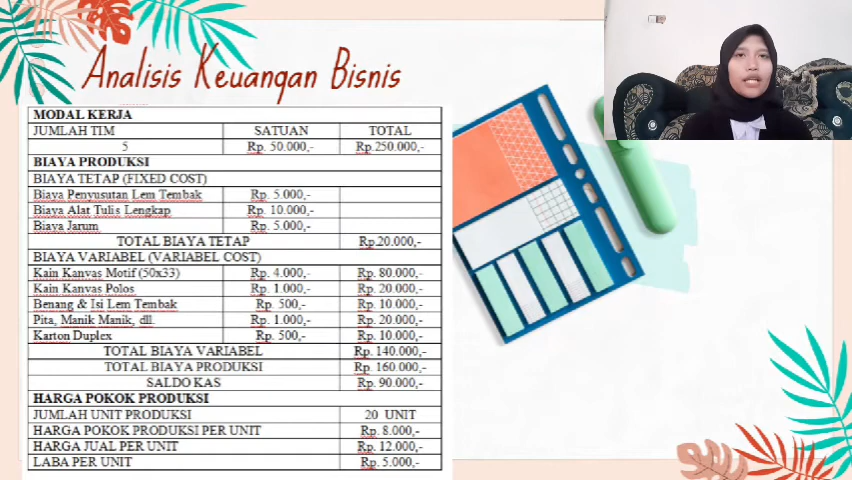 Analisis Keuangan Bisnis
MODAL KERJA
JUMLAH TIM SATUAN TOTAL
5 Rp. 50.000,- Rp.250.000,-
BIAYA PRODUKSI
BIAYA TETAP (FIXED COST)
Biaya Penyusutan Lem Tembak Rp. 5.000,-
Biaya Alat Tulis Lengkap Rp. 10.000,-
Biaya Jarum Rp. 5.000,-
TOTAL BIAYA TETAP Rp.20.000,-
BIAYA VARIABEL (VARIABEL COST)
Kain Kanvas Motif (50x33) Rp. 4.000,- Rp. 80.000,-
Kain Kanvas Polos Rp. 1.000,- Rp. 20.000,-
Benang & Isi Lem Tembak Rp. 500,- Rp. 10.000,-
Pita, Manik Manik, dll. Rp. 1.000,- Rp. 20.000,-
Karton Duplex Rp. 500,- Rp. 10.000,-
TOTAL BIAYA VARIABEL Rp. 140.000,-
TOTAL BIAYA PRODUKSI Rp. 160.000,-
SALDO KAS Rp. 90.000,-
HARGA POKOK PRODUKSI
JUMLAH UNIT PRODUKSI 20 UNIT
HARGA POKOK PRODUKSI PER UNIT Rp. 8.000,-
HARGA JUAL PER UNIT Rp. 12.000,-
LABA PER UNIT Rp. 5.000,-